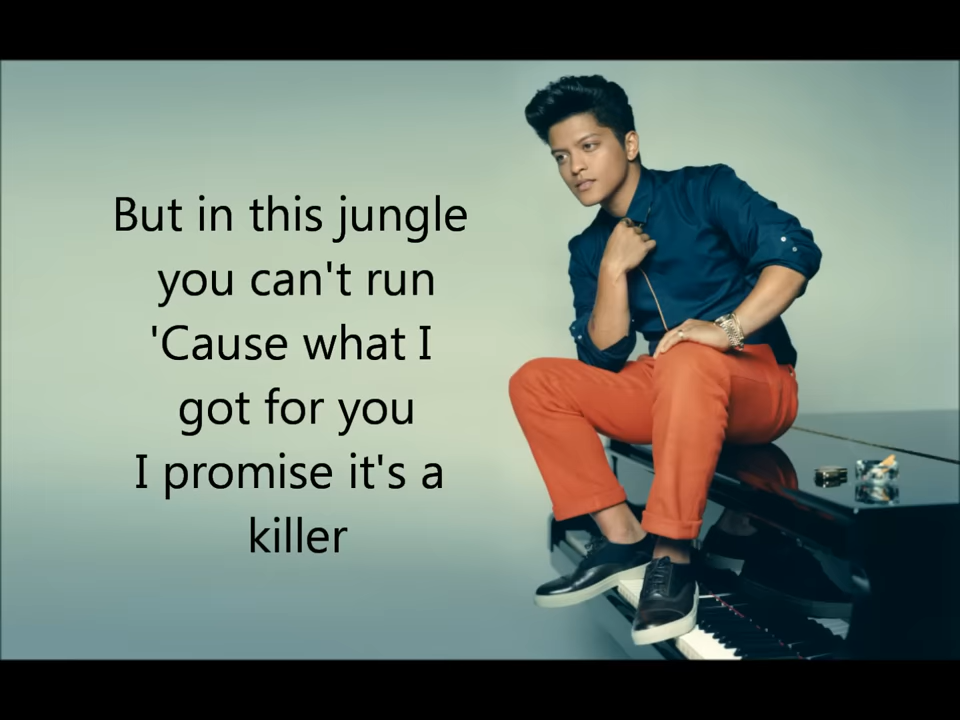 But in this jungle
you can't run
'Cause what I
got for you
I promise it's a
killer